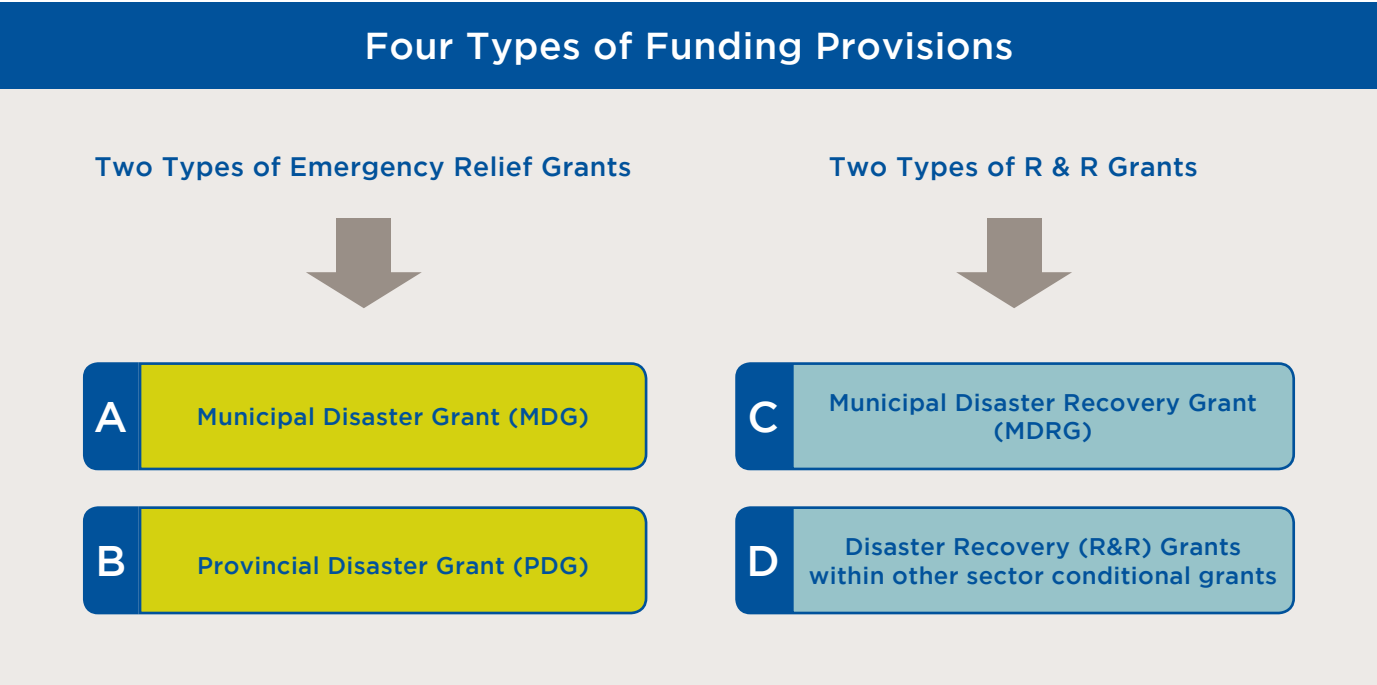 Four Types of Funding Provisions
Two Types of Emergency Relief Grants
A
Municipal Disaster Grant (MDG)
B
Provincial Disaster Grant (PDG)
Two Types of R & R Grants
C
Municipal Disaster Recovery Grant
(MDRG)
D
Disaster Recovery (R&R) Grants
within other sector conditional grants